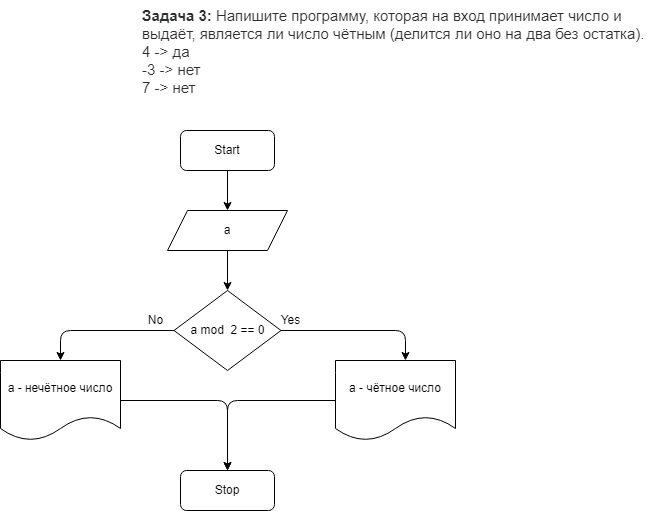 Задача 3: Напишите программу, которая на вход принимает число и
выдаёт, является ли число чётным (делится ли оно на два без остатка).
4 -> да
-3 -> нет
7 -> нет
Start
a
No
a mod 2 == 0
Yes
a - нечётное число
a - чётное число
Stop